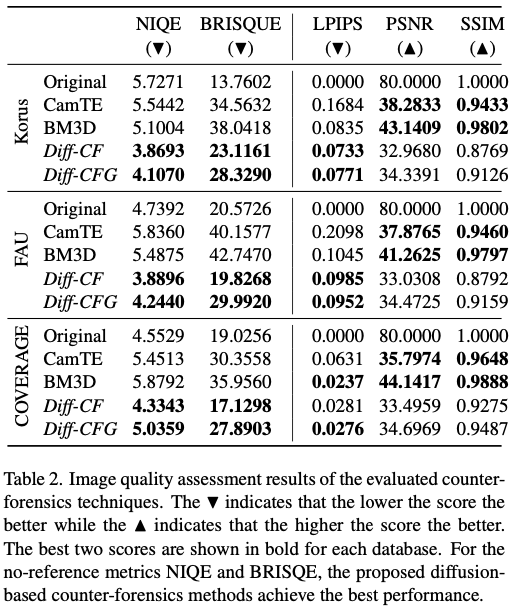 NIQE BRISQUE LPIPS PSNR SSIM
(▼) (▼) (▼) (▲) (▲)
Korus
Original 5.7271 13.7602 0.0000 80.0000 1.0000
CamTE 5.5442 34.5632 0.1684 38.2833 0.9433
BM3D 5.1004 38.0418 0.0835 43.1409 0.9802
Diff-CF 3.8693 23.1161 0.0733 32.9680 0.8769
Diff-CFG 4.1070 28.3290 0.0771 34.3391 0.9126
FAU
Original 4.7392 20.5726 0.0000 80.0000 1.0000
CamTE 5.8360 40.1577 0.2098 37.8765 0.9460
BM3D 5.4875 42.7470 0.1045 41.2625 0.9797
Diff-CF 3.8896 19.8268 0.0985 33.0308 0.8792
Diff-CFG 4.2440 29.9920 0.0952 34.4725 0.9159
COVERAGE
Original 4.5529 19.0256 0.0000 80.0000 1.0000
CamTE 5.4513 30.3558 0.0631 35.7974 0.9648
BM3D 5.8792 35.9560 0.0237 44.1417 0.9888
Diff-CF 4.3343 17.1298 0.0281 33.4959 0.9275
Diff-CFG 5.0359 27.8903 0.0276 34.6969 0.9487
Table 2. Image quality assessment results of the evaluated counter-
forensics techniques. The ▼ indicates that the lower the score the
better while the ▲ indicates that the higher the score the better.
The best two scores are shown in bold for each database. For the
no-reference metrics NIQE and BRISQE, the proposed diffusion-
based counter-forensics methods achieve the best performance.